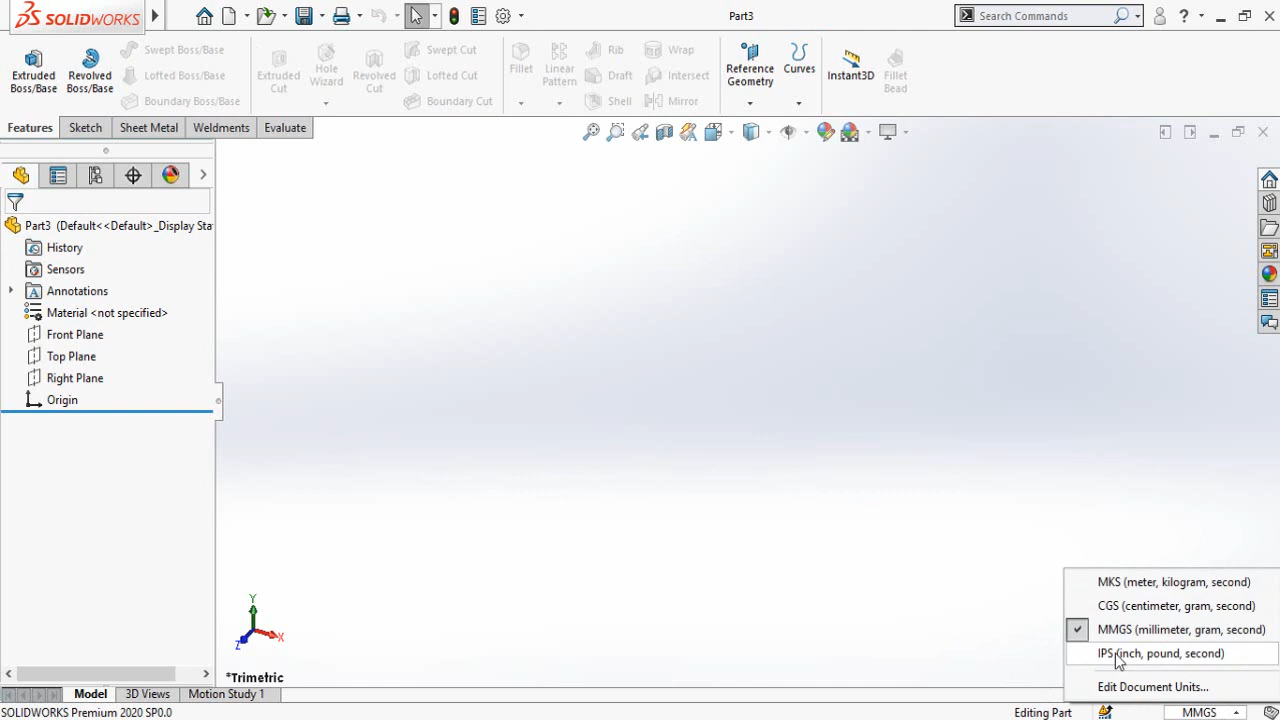 SOLIDWORKS
Part3
Search Commands
?
Extruded Boss/Base
Revolved Boss/Base
Swept Boss/Base
Lofted Boss/Base
Boundary Boss/Base
Extruded Cut
Hole Wizard
Revolved Cut
Swept Cut
Lofted Cut
Boundary Cut
Fillet
Linear Pattern
Rib
Draft
Shell
Wrap
Intersect
Mirror
Reference Geometry
Curves
Instant3D
Fillet Bead
Features
Sketch
Sheet Metal
Weldments
Evaluate
Part3 (Default<<Default>_Display Sta
History
Sensors
A
Annotations
Material <not specified>
Front Plane
Top Plane
Right Plane
Origin
Y
X
Z
*Trimetric
MKS (meter, kilogram, second)
CGS (centimeter, gram, second)
MMGS (millimeter, gram, second)
IPS (inch, pound, second)
Edit Document Units...
Model
3D Views
Motion Study 1
SOLIDWORKS Premium 2020 SP0.0
Editing Part
MMGS